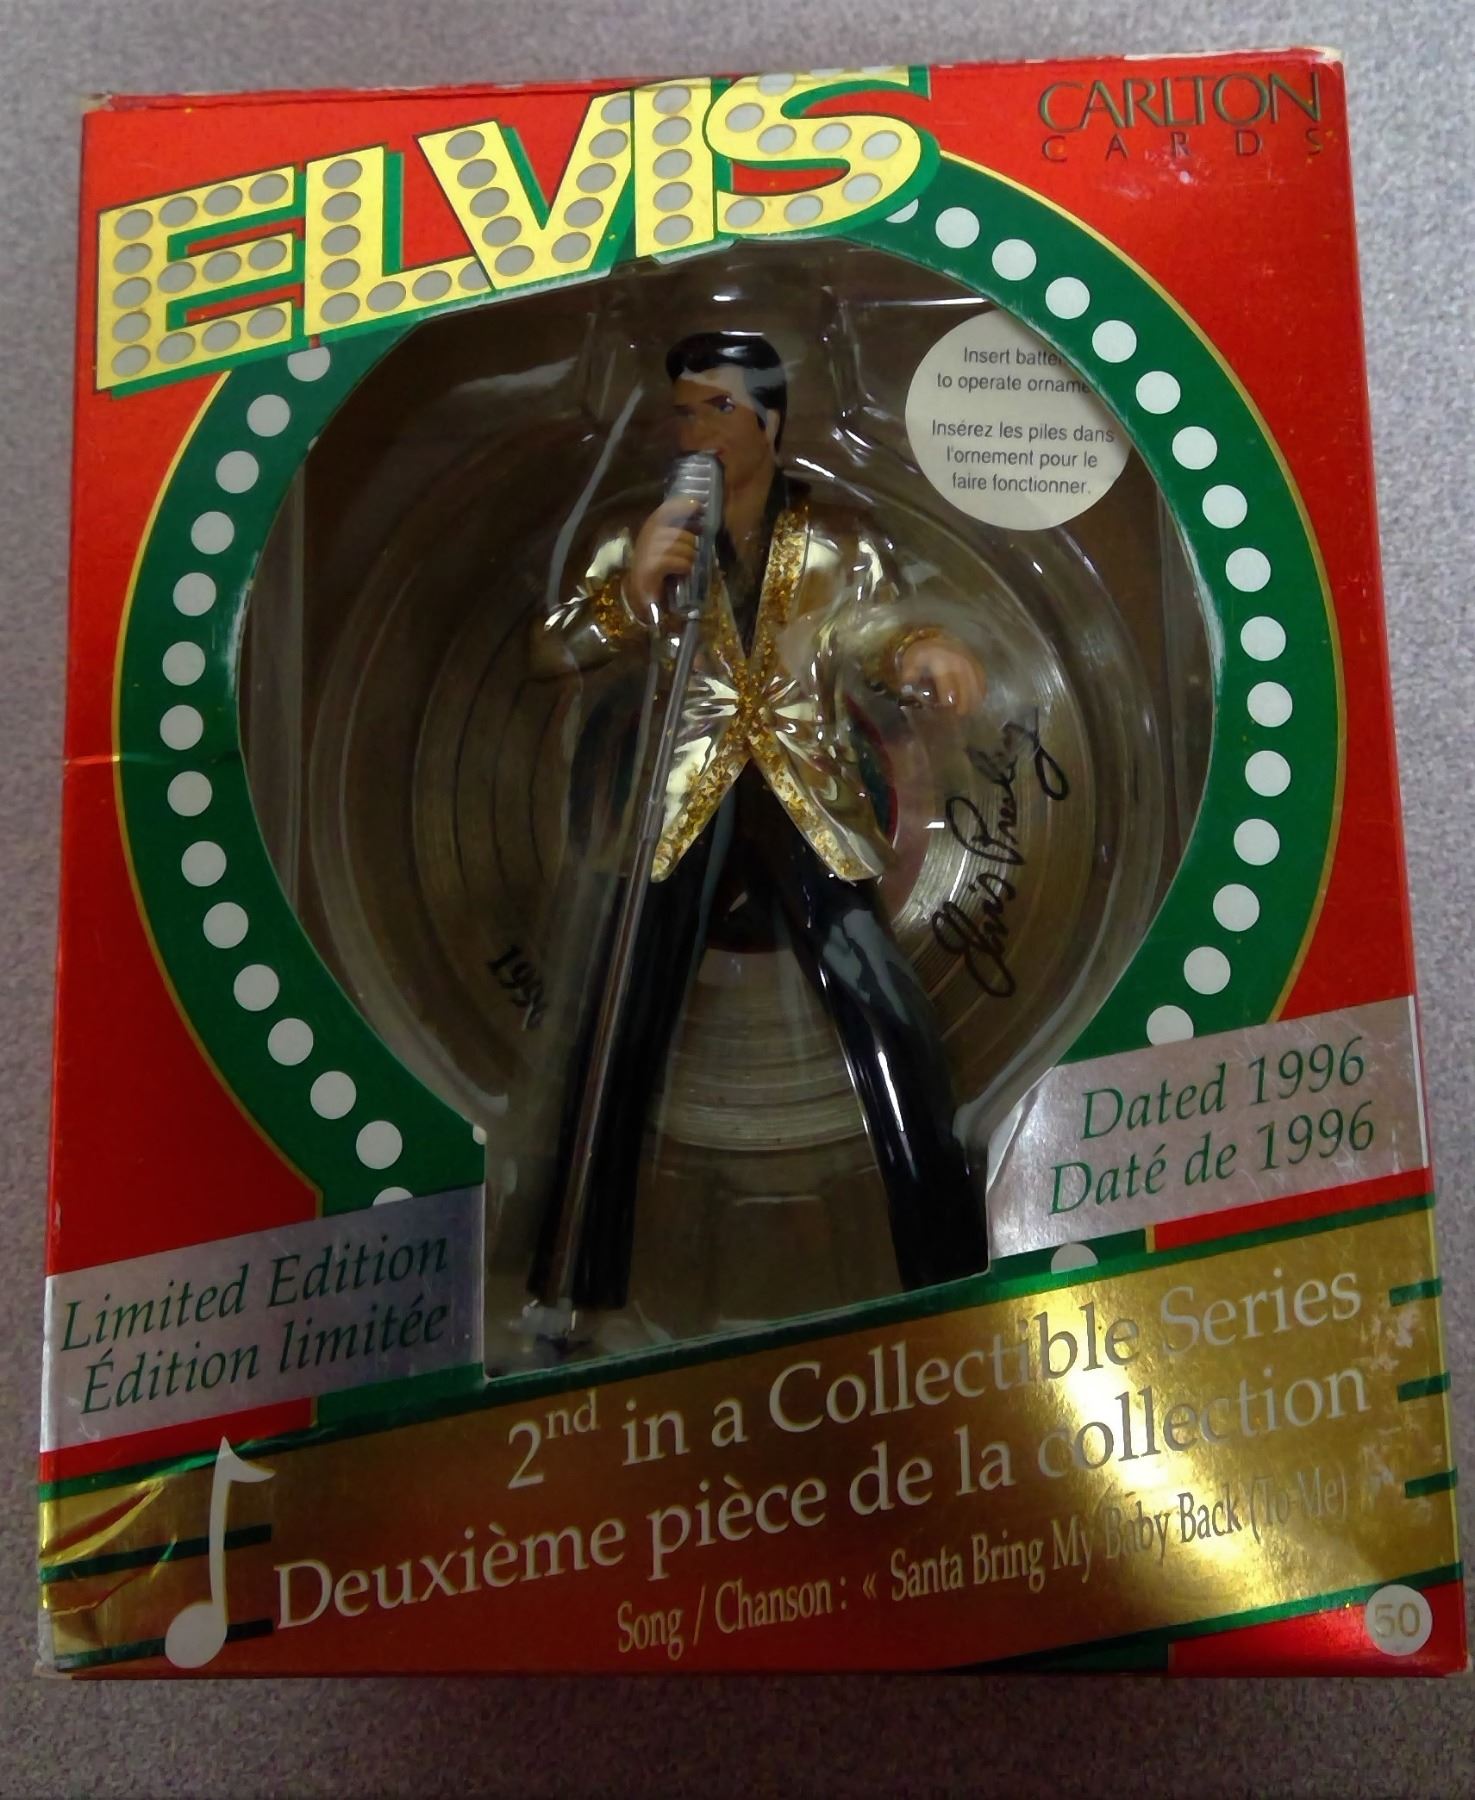 ELVIS
CARLTON
CARDS
Insert
to operate
Insérez les piles dans
l'ornement pour le
faire fonctionner.
Elvis Presley
1996
Dated 1996
Daté de 1996
Limited Edition
Édition limitée
2nd in a Collectible Series
Deuxième pièce de la collection
Song / Chanson : « Santa Bring My Baby Back (To Me)
50